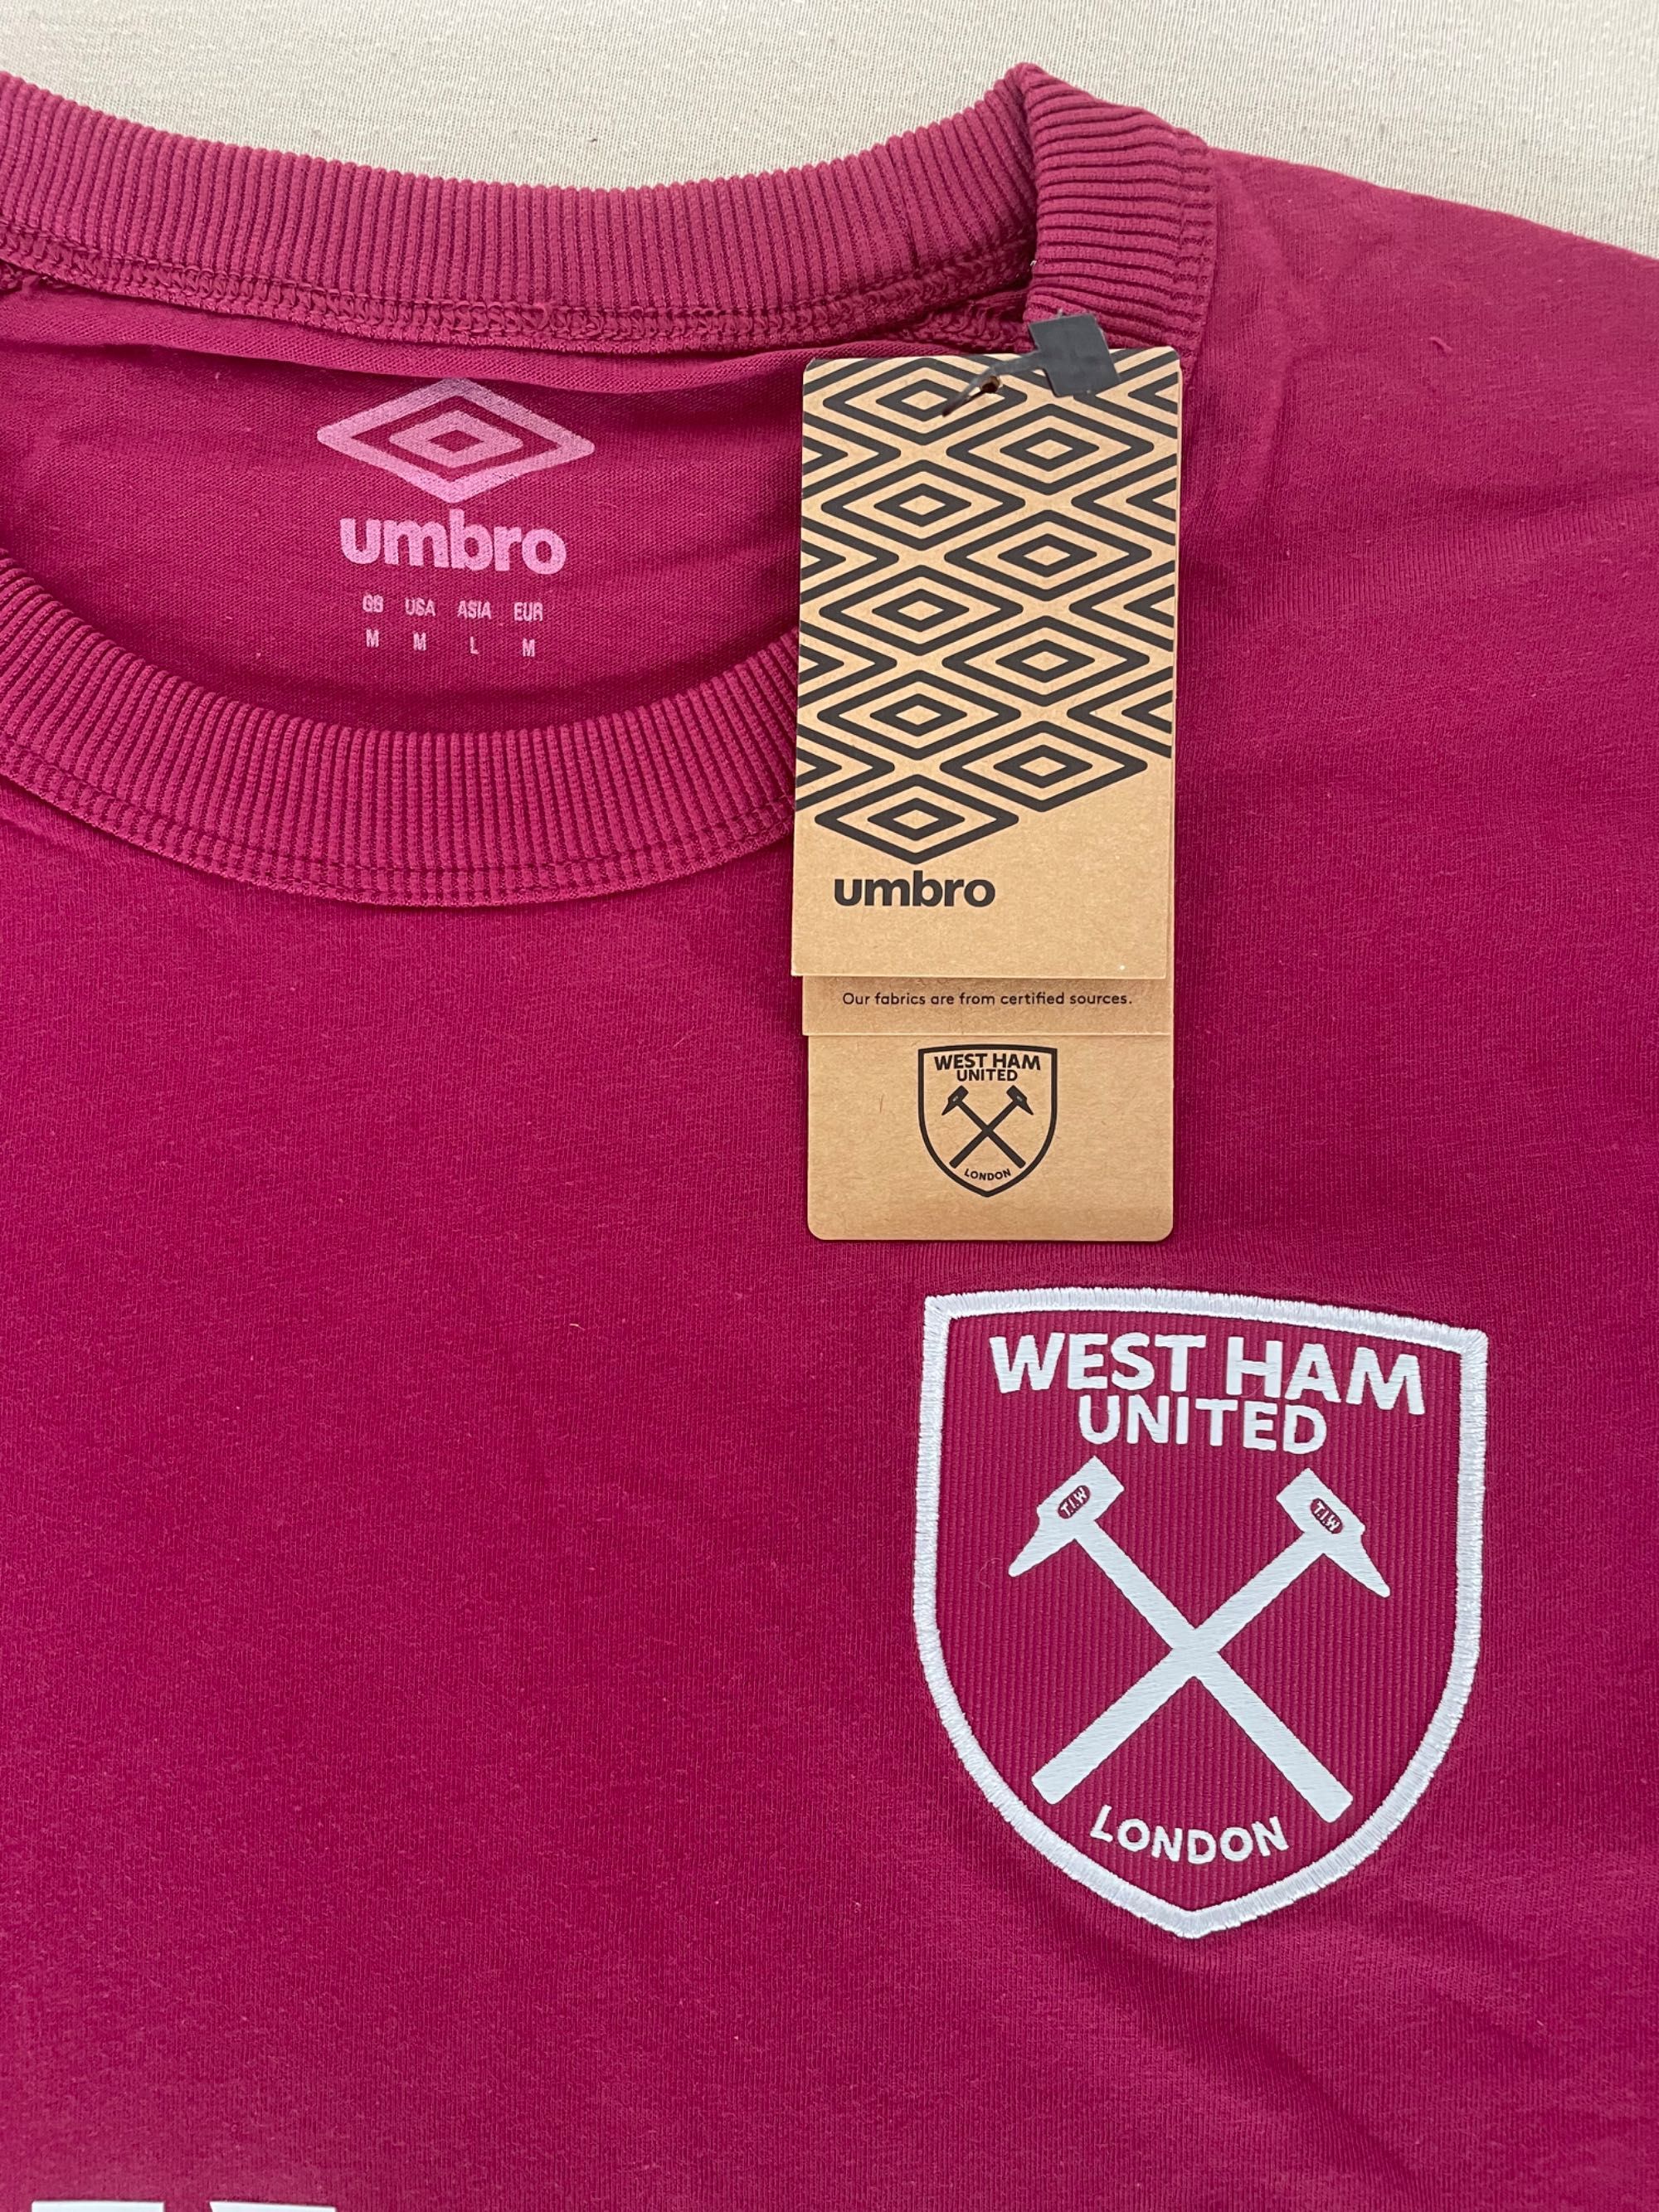 umbro
GB USA ASIA EUR
M M L M
umbro
Our fabrics are from certified sources.
WEST HAM
UNITED
LONDON
WEST HAM
UNITED
T.I.W T.I.W
LONDON